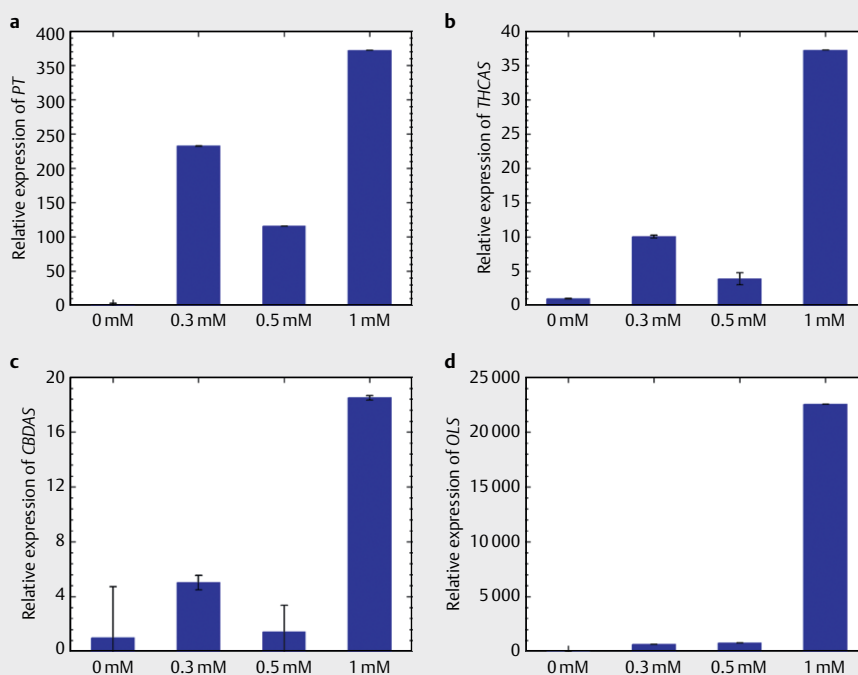 a
Relative expression of PT
400
350
300
250
200
150
100
50
0
0 mM 0.3 mM 0.5 mM 1 mM
b
Relative expression of THCAS
40
35
30
25
20
15
10
5
0
0 mM 0.3 mM 0.5 mM 1 mM
c
Relative expression of CBDAS
20
16
12
8
4
0
0 mM 0.3 mM 0.5 mM 1 mM
d
Relative expression of OLS
25 000
20 000
15 000
10 000
5 000
0
0 mM 0.3 mM 0.5 mM 1 mM